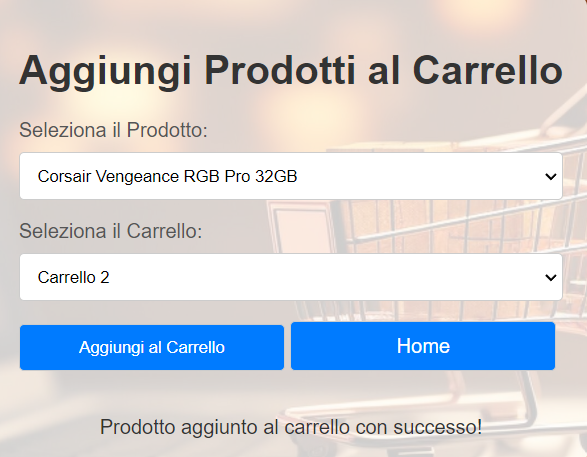 Aggiungi Prodotti al Carrello
Seleziona il Prodotto:
Corsair Vengeance RGB Pro 32GB
Seleziona il Carrello:
Carrello 2
Aggiungi al Carrello Home
Prodotto aggiunto al carrello con successo!